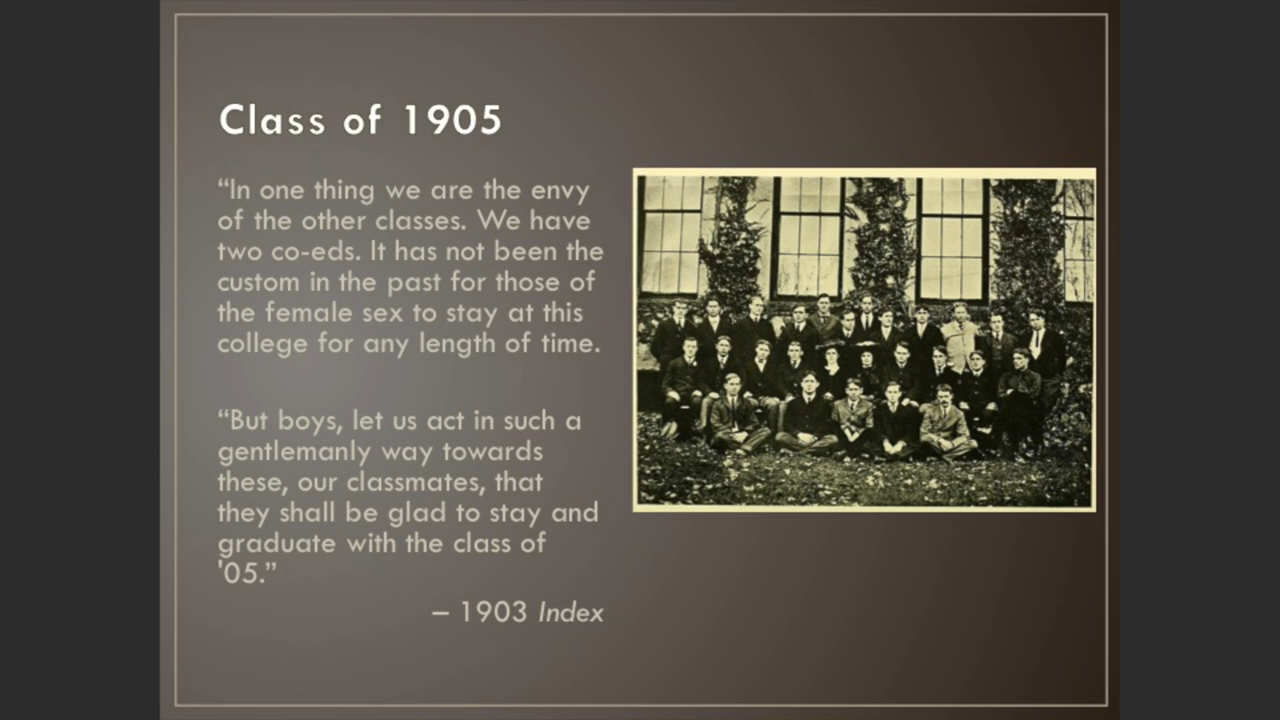 Class of 1905
“In one thing we are the envy
of the other classes. We have
two co-eds. It has not been the
custom in the past for those of
the female sex to stay at this
college for any length of time.
“But boys, let us act in such a
gentlemanly way towards
these, our classmates, that
they shall be glad to stay and
graduate with the class of
'05.”
– 1903 Index